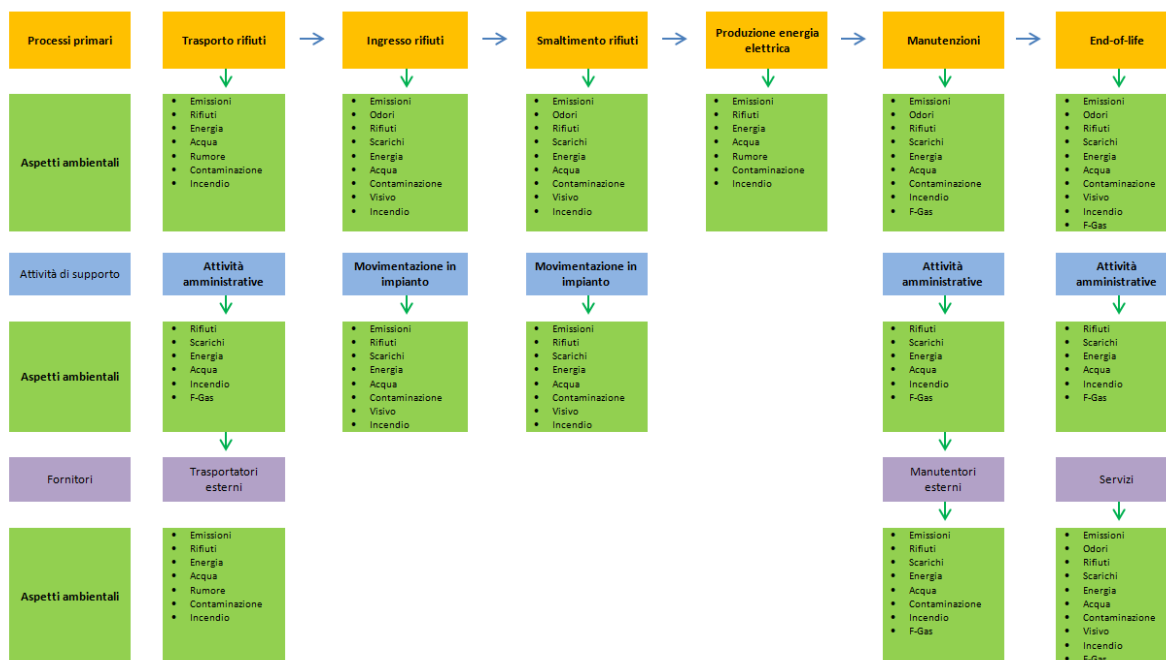 Processi primari
Trasporto rifiuti
Ingresso rifiuti
Smaltimento rifiuti
Produzione energia
elettrica
Manutenzioni
End-of-life
Aspetti ambientali
• Emissioni
• Rifiuti
• Energia
• Acqua
• Rumore
• Contaminazione
• Incendio
• Emissioni
• Odori
• Rifiuti
• Scarichi
• Energia
• Acqua
• Contaminazione
• Visivo
• Incendio
• Emissioni
• Odori
• Rifiuti
• Scarichi
• Energia
• Acqua
• Contaminazione
• Visivo
• Incendio
• Emissioni
• Rifiuti
• Energia
• Acqua
• Rumore
• Contaminazione
• Incendio
• Emissioni
• Odori
• Rifiuti
• Scarichi
• Energia
• Acqua
• Contaminazione
• Incendio
• F-Gas
• Emissioni
• Odori
• Rifiuti
• Scarichi
• Energia
• Acqua
• Contaminazione
• Visivo
• Incendio
• F-Gas
Attività di supporto
Attività
amministrative
Movimentazione in
impianto
Movimentazione in
impianto
Attività
amministrative
Attività
amministrative
Aspetti ambientali
• Rifiuti
• Scarichi
• Energia
• Acqua
• Incendio
• F-Gas
• Emissioni
• Rifiuti
• Scarichi
• Energia
• Acqua
• Contaminazione
• Visivo
• Incendio
• Emissioni
• Rifiuti
• Scarichi
• Energia
• Acqua
• Contaminazione
• Visivo
• Incendio
• Rifiuti
• Scarichi
• Energia
• Acqua
• Incendio
• F-Gas
• Rifiuti
• Scarichi
• Energia
• Acqua
• Incendio
• F-Gas
Fornitori
Trasportatori
esterni
Manutentori
esterni
Servizi
Aspetti ambientali
• Emissioni
• Rifiuti
• Energia
• Acqua
• Rumore
• Contaminazione
• Incendio
• Emissioni
• Rifiuti
• Scarichi
• Energia
• Acqua
• Contaminazione
• Incendio
• F-Gas
• Emissioni
• Odori
• Rifiuti
• Scarichi
• Energia
• Acqua
• Contaminazione
• Visivo
• Incendio
• F-Gas